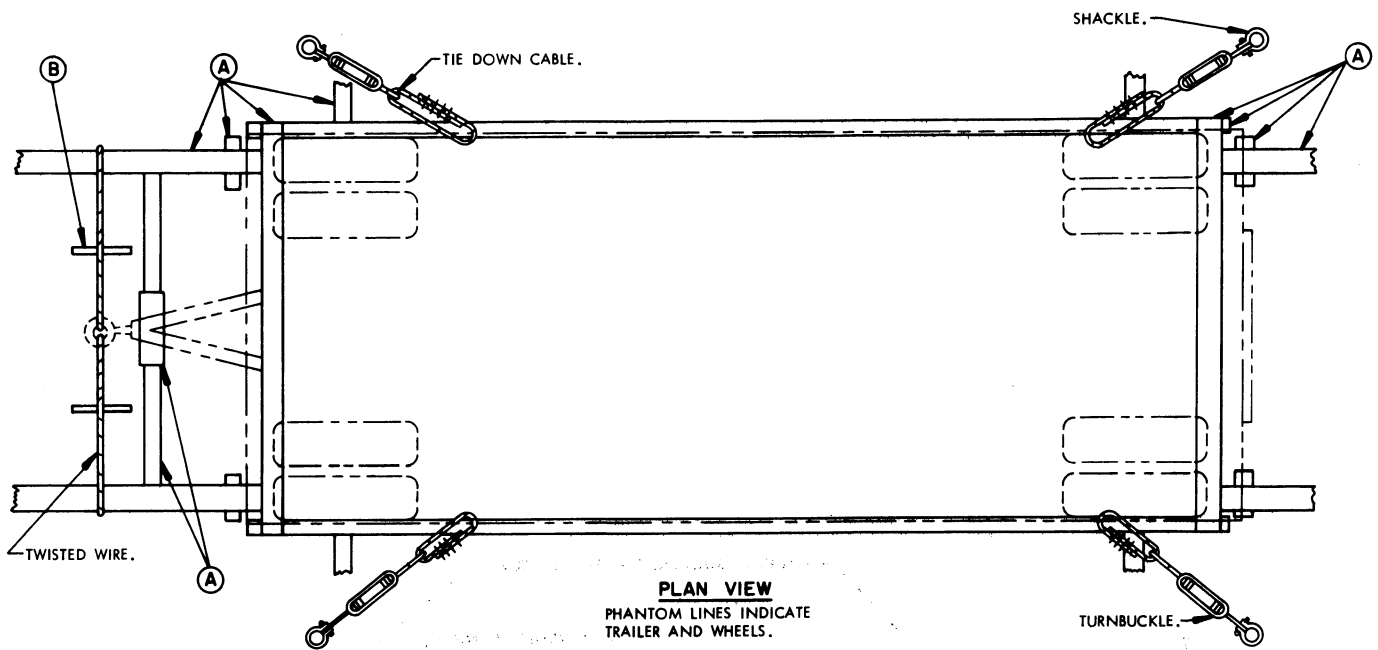 SHACKLE.
A
TIE DOWN CABLE.
B
A
TWISTED WIRE.
A
PLAN VIEW
PHANTOM LINES INDICATE
TRAILER AND WHEELS.
TURNBUCKLE.